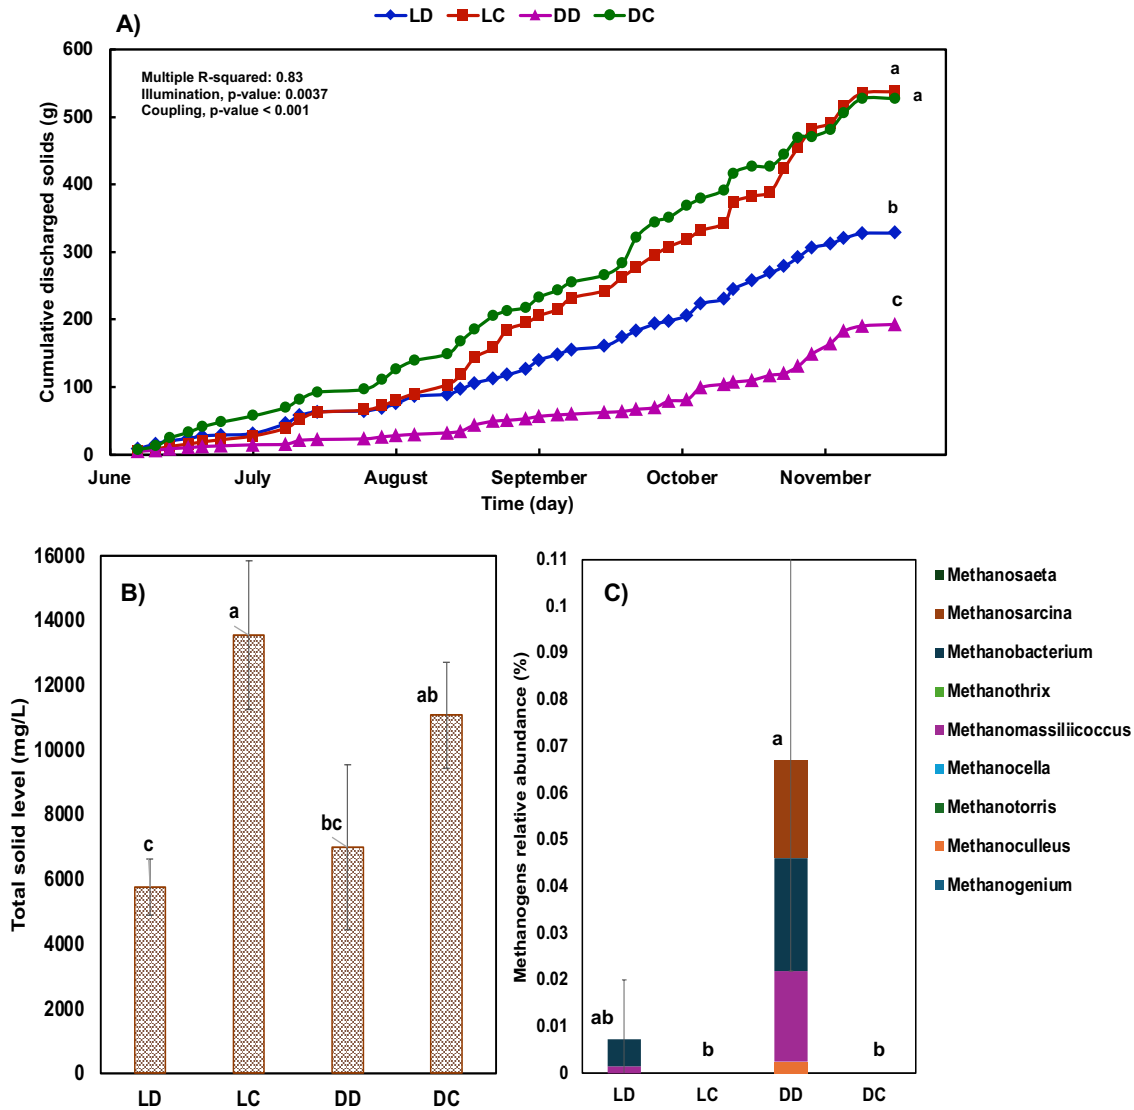 LD LC DD DC
A)
600
500
400
300
200
100
0
Cumulative discharged solids (g)
Multiple R-squared: 0.83
Illumination, p-value: 0.0037
Coupling, p-value < 0.001
a
a
b
c
June July August September October November
Time (day)
B)
16000
14000
12000
10000
8000
6000
4000
2000
0
Total solid level (mg/L)
c
a
bc
ab
LD LC DD DC
C)
0.11
0.1
0.09
0.08
0.07
0.06
0.05
0.04
0.03
0.02
0.01
0
Methanogens relative abundance (%)
ab
b
a
b
LD LC DD DC
Methanosaeta
Methanosarcina
Methanobacterium
Methanothrix
Methanomassiliicoccus
Methanocella
Methanotorris
Methanoculleus
Methanogenium